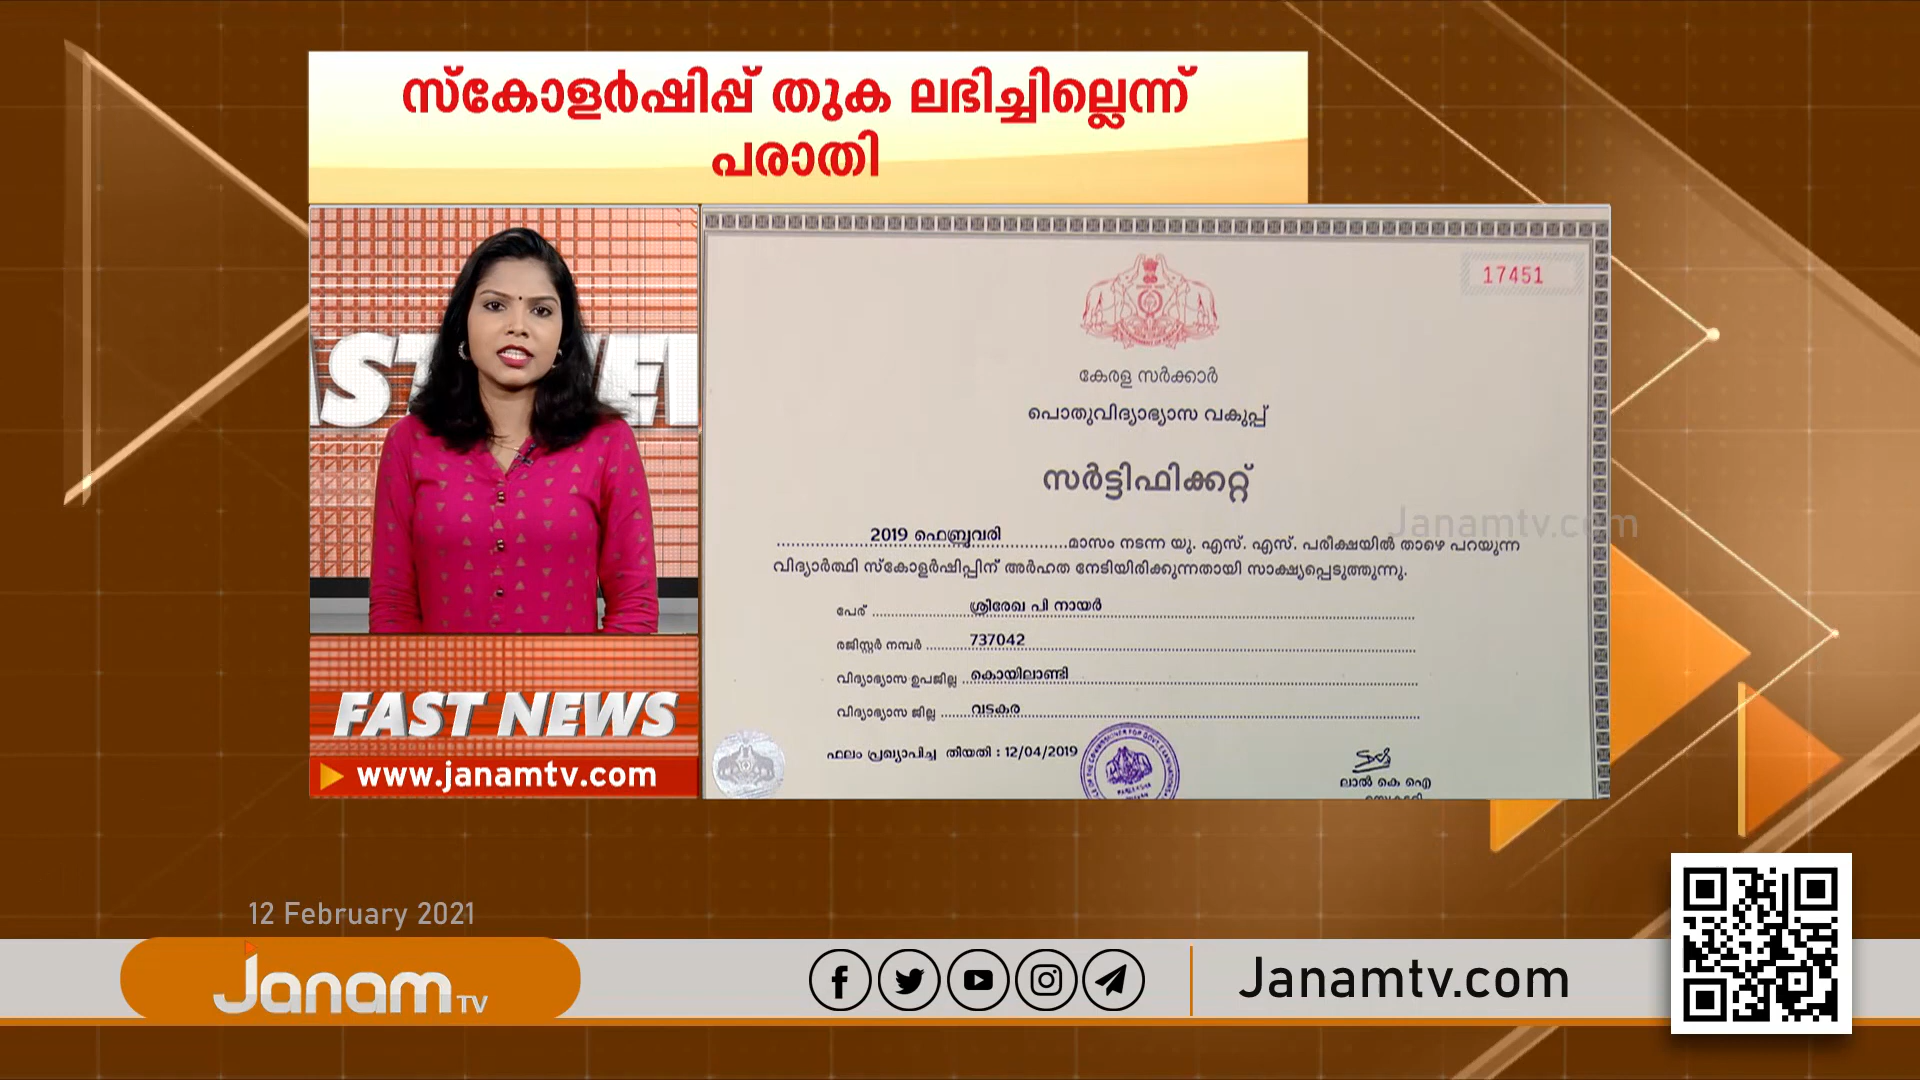 സ്കോളർഷിപ്പ് തുക ലഭിച്ചില്ലെന്ന്
പരാതി
17451
കേരള സർക്കാർ
പൊതുവിദ്യാഭ്യാസ വകുപ്പ്
സർട്ടിഫിക്കറ്റ്
Janamtv.com
2019 ഫെബ്രുവരി മാസം നടന്ന യു. എസ്. എസ്. പരീക്ഷയിൽ താഴെ പറയുന്ന
വിദ്യാർത്ഥി സ്കോളർഷിപ്പിന് അർഹത നേടിയിരിക്കുന്നതായി സാക്ഷ്യപ്പെടുത്തുന്നു.
പേര് ശ്രീരേഖ പി നായർ
രജിസ്റ്റർ നമ്പർ 737042
വിദ്യാഭ്യാസ ഉപജില്ല കൊയിലാണ്ടി
വിദ്യാഭ്യാസ ജില്ല വടകര
ഫലം പ്രഖ്യാപിച്ച തീയതി : 12/04/2019
ലാൽ കെ ഐ
FAST NEWS
www.janamtv.com
12 February 2021
Janam TV
Janamtv.com